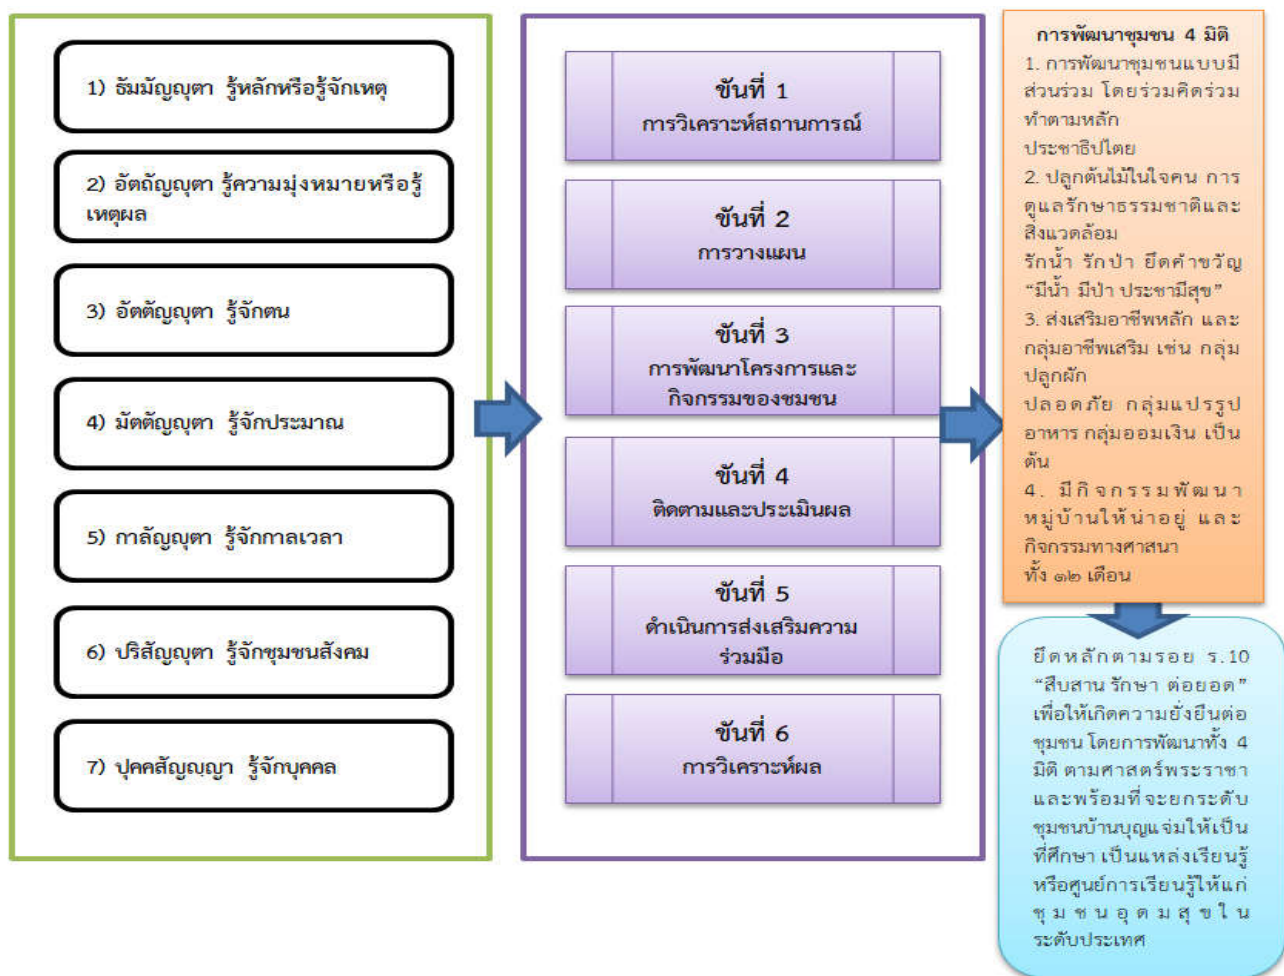 1) ธัมมัญญุตา รู้หลักหรือรู้จักเหตุ
2) อัตถัญญุตา รู้ความมุ่งหมายหรือรู้
เหตุผล
3) อัตตัญญุตา รู้จักตน
4) มัตตัญญุตา รู้จักประมาณ
5) กาลัญญุตา รู้จักกาลเวลา
6) ปริสัญญุตา รู้จักชุมชนสังคม
7) ปุคคสัญญญา รู้จักบุคคล
ขันที่ 1
การวิเคราะห์สถานการณ์
ขันที่ 2
การวางแผน
ขันที่ 3
การพัฒนาโครงการและ
กิจกรรมของชมชน
ขันที่ 4
ติดตามและประเมินผล
ขันที่ 5
ดำเนินการส่งเสริมความ
ร่วมมือ
ขันที่ 6
การวิเคราะห์ผล
การพัฒนาชุมชน 4 มิติ
1. การพัฒนาชุมชนแบบมี
ส่วนร่วม โดยร่วมคิดร่วม
ทำตามหลัก
ประชาธิปไตย
2. ปลูกต้นไม้ในใจคน การ
ดูแลรักษาธรรมชาติและ
สิ่งแวดล้อม
รักน้ำ รักป่า ยึดคำขวัญ
“มีน้ำ มีป่า ประชามีสุข”
3. ส่งเสริมอาชีพหลัก และ
กลุ่มอาชีพเสริม เช่น กลุ่ม
ปลูกผัก
ปลอดภัย กลุ่มแปรรูป
อาหาร กลุ่มออมเงิน เป็น
ต้น
4. มีกิจกรรมพัฒนา
หมู่บ้านให้น่าอยู่ และ
กิจกรรมทางศาสนา
ทั้ง ๑๒ เดือน
ยึดหลักตามรอย ร.10
“สืบสาน รักษา ต่อยอด”
เพื่อให้เกิดความยั่งยืนต่อ
ชุมชน โดยการพัฒนาทั้ง 4
มิติ ตามศาสตร์พระราชา
และพร้อมที่จะยกระดับ
ชุมชนบ้านบุญแจ่มให้เป็น
ที่ศึกษา เป็นแหล่งเรียนรู้
หรือศูนย์การเรียนรู้ให้แก่
ชุมชนอุดมสุขใน
ระดับประเทศ